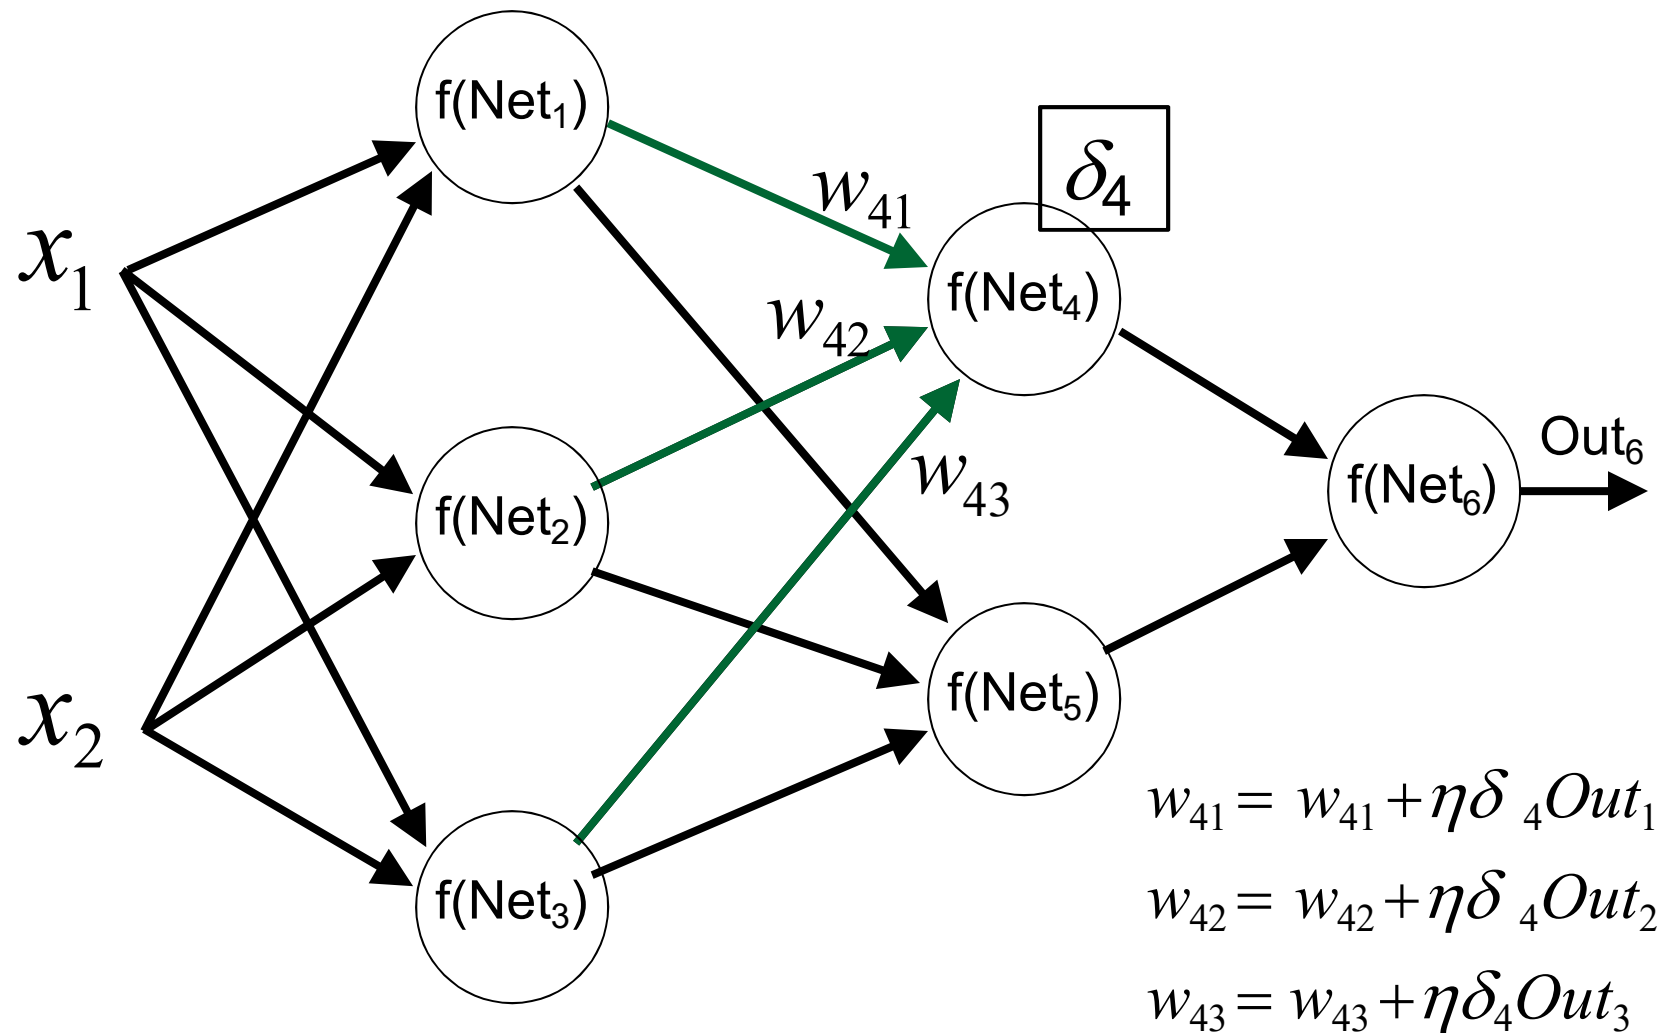 f(Net₁)
δ₄
w₄₁
x₁
f(Net₄)
w₄₂
Out₆
w₄₃
f(Net₆)
f(Net₂)
x₂
f(Net₅)
w₄₁ = w₄₁ + ηδ ₄Out₁
f(Net₃)
w₄₂ = w₄₂ + ηδ ₄Out₂
w₄₃ = w₄₃ + ηδ₄Out₃